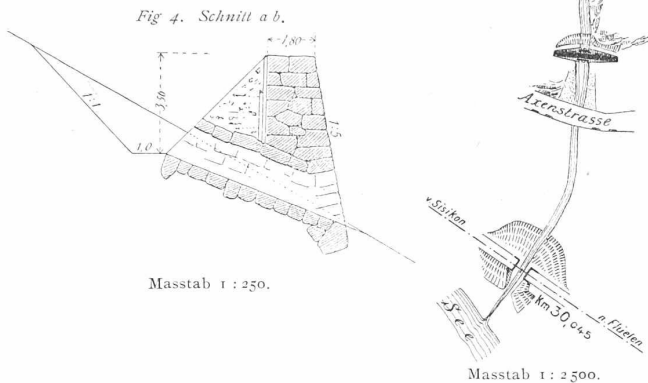 Fig 4. Schnitt a b.
1,80
3,50
1:1
1,0
1:5
Masstab 1 : 250.
Axenstrasse
v. Sisikon
See
Km 30,045
n. Flüelen
Masstab 1 : 2500.